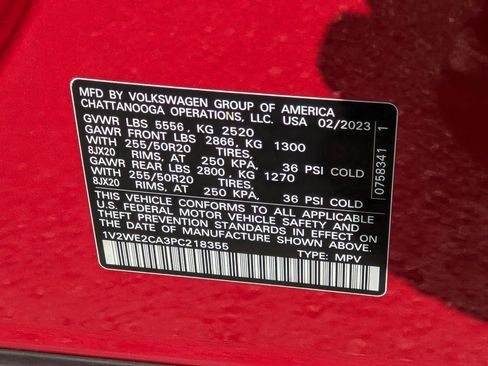 MFD BY VOLKSWAGEN GROUP OF AMERICA
CHATTANOOGA OPERATIONS, LLC. USA 02/2023
GVWR LBS 5556, KG 2520
GAWR FRONT LBS 2866, KG 1300
WITH 255/50R20 TIRES,
8JX20 RIMS, AT 250 KPA, 36 PSI COLD
GAWR REAR LBS 2800, KG 1270
WITH 255/50R20 TIRES,
8JX20 RIMS, AT 250 KPA, 36 PSI COLD
THIS VEHICLE CONFORMS TO ALL APPLICABLE
U.S. FEDERAL MOTOR VEHICLE SAFETY AND
THEFT PREVENTION STANDARDS IN EFFECT ON
THE DATE OF MANUFACTURE SHOWN ABOVE
1V2WE2CA3PC218355
TYPE: MPV
0758341 1